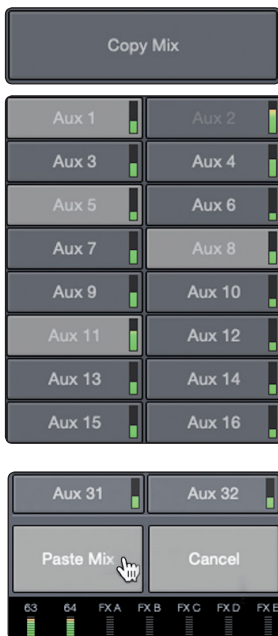 Copy Mix
Aux 1 Aux 2
Aux 3 Aux 4
Aux 5 Aux 6
Aux 7 Aux 8
Aux 9 Aux 10
Aux 11 Aux 12
Aux 13 Aux 14
Aux 15 Aux 16
Aux 31 Aux 32
Paste Mix Cancel
63 64 FX A FX B FX C FX D FX E